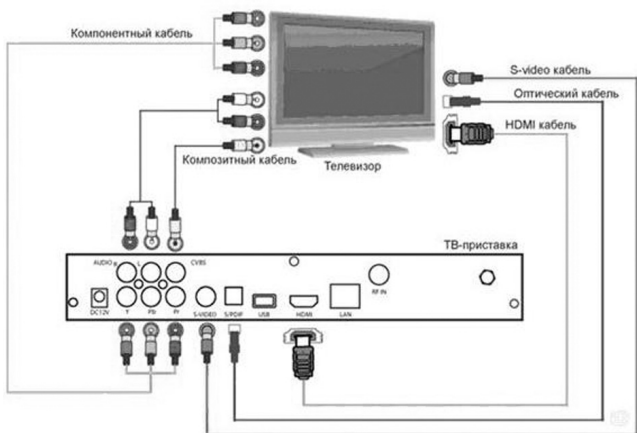 Компонентный кабель
S-video кабель
Оптический кабель
HDMI кабель
Композитный кабель
Телевизор
ТВ-приставка
AUDIO R L CVBS
RF IN
DC12V Y Pb Pr S-VIDEO S/PDIF USB HDMI LAN